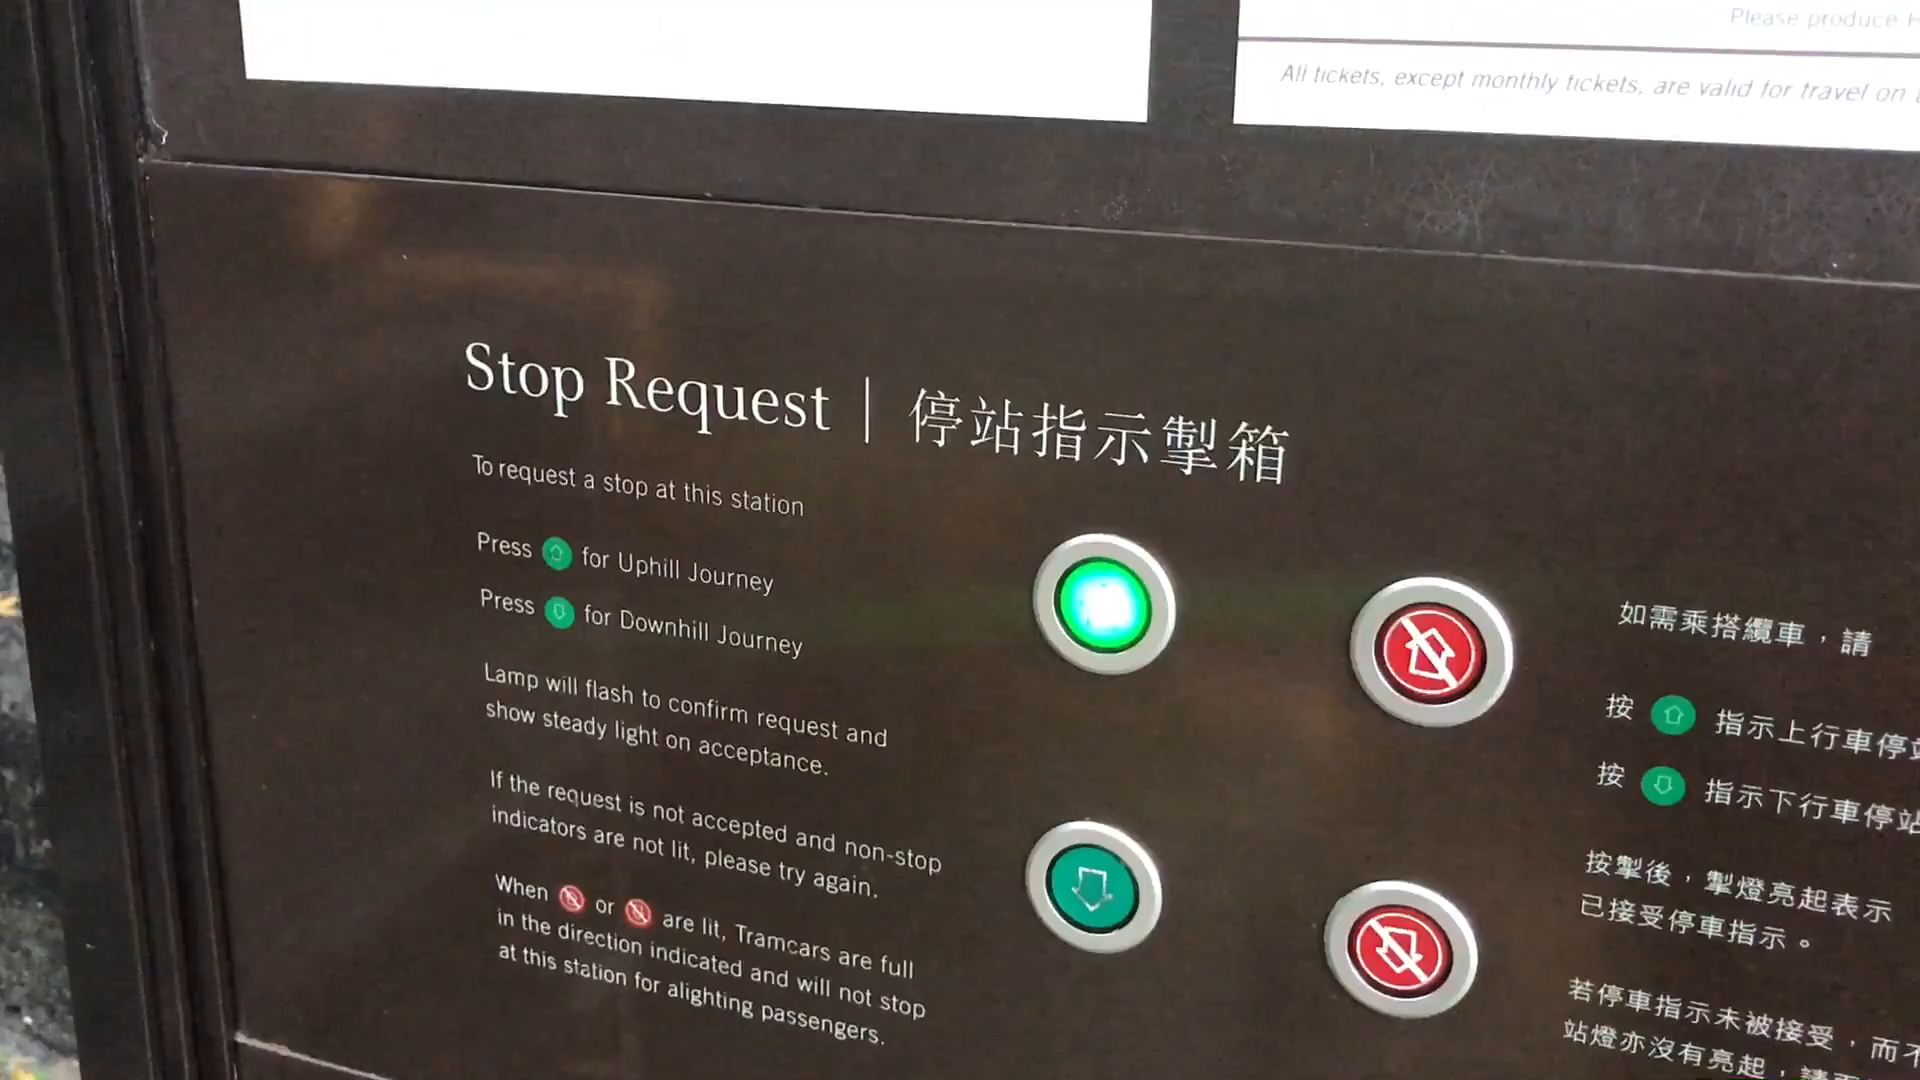 Please produce
All tickets, except monthly tickets, are valid for travel on
Stop Request | 停站指示掣箱
To request a stop at this station
Press for Uphill Journey
Press for Downhill Journey
Lamp will flash to confirm request and
show steady light on acceptance.
If the request is not accepted and non-stop
indicators are not lit, please try again.
When or are lit, Tramcars are full
in the direction indicated and will not stop
at this station for alighting passengers.
如需乘搭纜車，請
按 指示上行車停站
按 指示下行車停站
按掣後，掣燈亮起表示
已接受停車指示。
若停車指示未被接受，而不
站燈亦沒有亮起，請